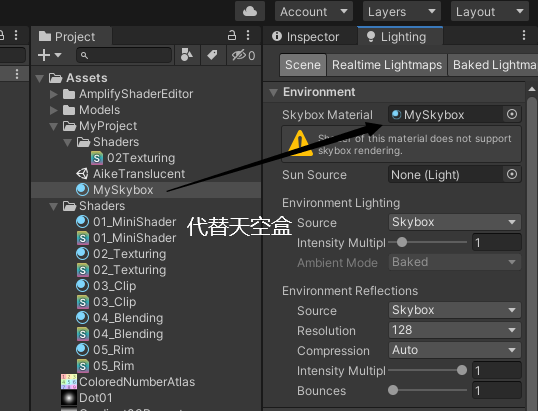 Account
Layers
Layout
Project
Inspector
Lighting
0
Scene
Realtime Lightmaps
Baked Lightma
Assets
AmplifyShaderEditor
Models
MyProject
Shaders
02Texturing
AikeTranslucent
MySkybox
Shaders
01_MiniShader
01_MiniShader
02_Texturing
02_Texturing
03_Clip
03_Clip
04_Blending
04_Blending
05_Rim
05_Rim
ColoredNumberAtlas
Dot01
代替天空盒
Environment
Skybox Material
MySkybox
Shader of this material does not support
skybox rendering.
Sun Source
None (Light)
Environment Lighting
Source
Skybox
Intensity Multipl
1
Ambient Mode
Baked
Environment Reflections
Source
Skybox
Resolution
128
Compression
Auto
Intensity Multipl
1
Bounces
1